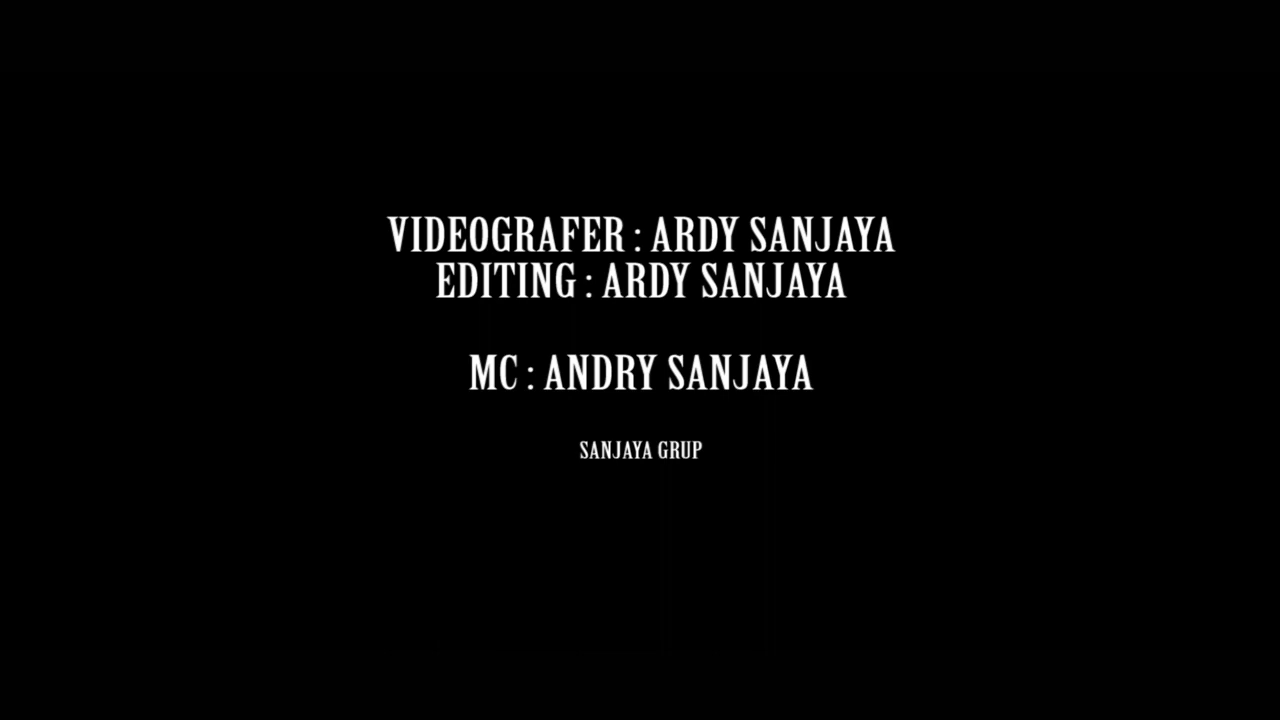 VIDEOGRAFER : ARDY SANJAYA
EDITING : ARDY SANJAYA
MC : ANDRY SANJAYA
SANJAYA GRUP